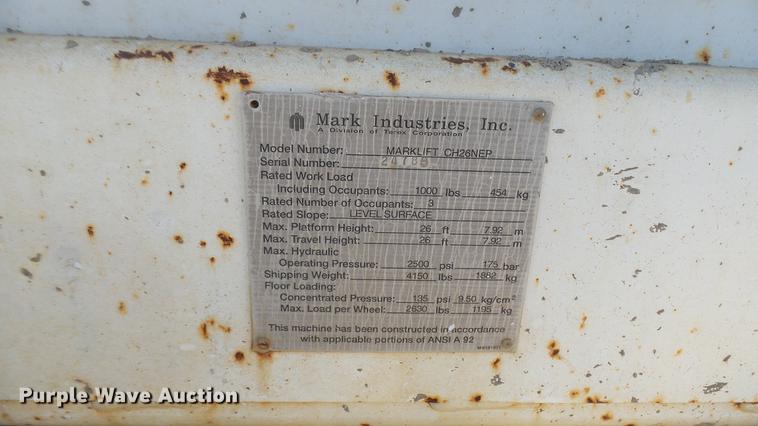 Mark Industries, Inc.
A Division of Terex Corporation
Model Number: MARKLIFT CH26NEP
Serial Number:
Rated Work Load
Including Occupants: 1000 lbs 454 kg
Rated Number of Occupants: 3
Rated Slope: LEVEL SURFACE
Max. Platform Height: 26 ft 7.92 m
Max. Travel Height: 26 ft 7.92 m
Max. Hydraulic
Operating Pressure: 2500 psi 175 bar
Shipping Weight: 4150 lbs 1882 kg
Floor Loading:
Concentrated Pressure: 135 psi 9.50 kg/cm²
Max. Load per Wheel: 2630 lbs 1195 kg
This machine has been constructed in accordance
with applicable portions of ANSI A 92
Purple Wave Auction